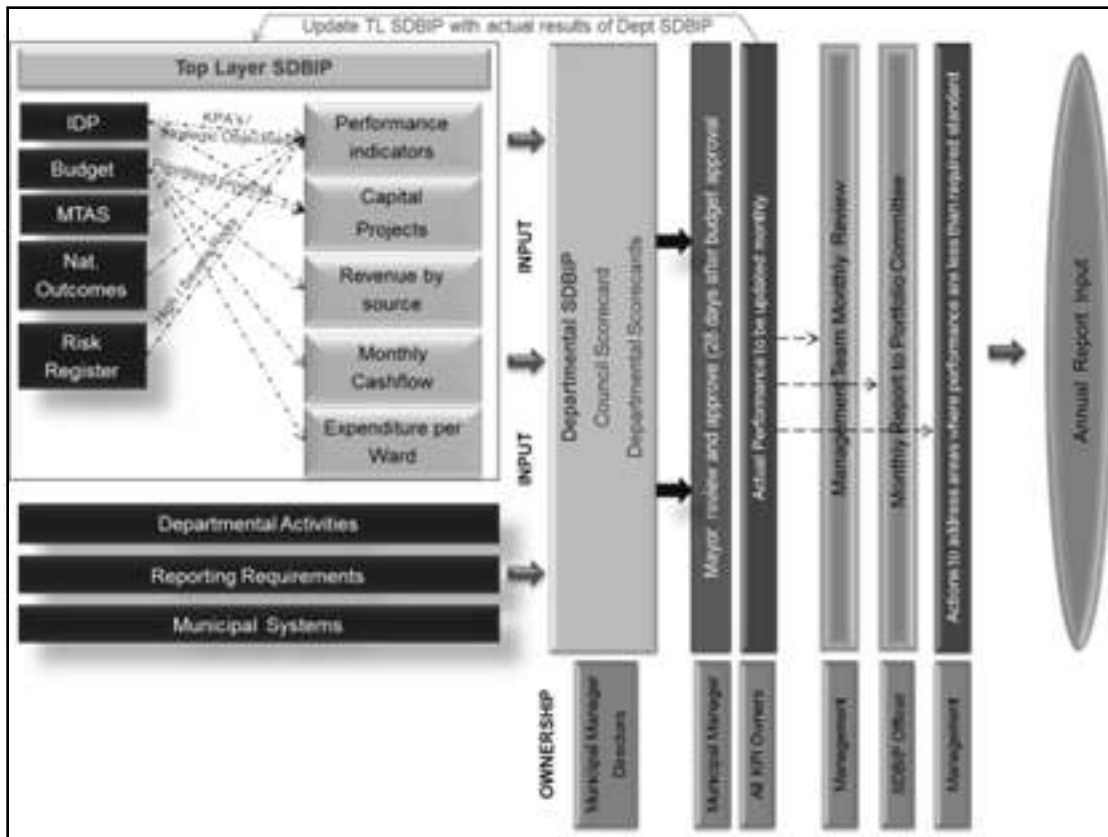 Update TL SDBIP with actual results of Dept SDBIP
Top Layer SDBIP
IDP
Budget
MTAS
Nat.
Outcomes
Risk
Register
KPA's /
Strategic Objectives
High /
Performance
indicators
Capital
Projects
Revenue by
source
Monthly
Cashflow
Expenditure per
Ward
INPUT
INPUT
Departmental Activities
Reporting Requirements
Municipal Systems
Departmental SDBIP
Council Scorecard
Departmental Scorecards
Mayor review and approve (28 days after budget approval
Actual Performance to be updated monthly
Management Team Monthly Review
Monthly Report to Portfolio Committee
Actions to address areas where performance are less than required standard
Annual Report Input
OWNERSHIP
Municipal Manager
Directors
Municipal Manager
All KPI Owners
Management
SDBIP Officer
Management